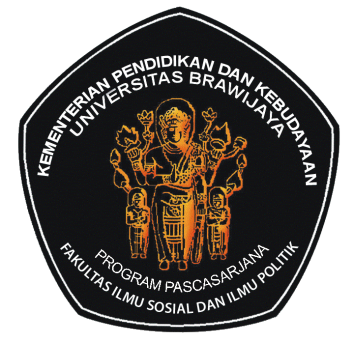 KEMENTERIAN PENDIDIKAN DAN KEBUDAYAAN
UNIVERSITAS BRAWIJAYA
PROGRAM PASCASARJANA
FAKULTAS ILMU SOSIAL DAN ILMU POLITIK